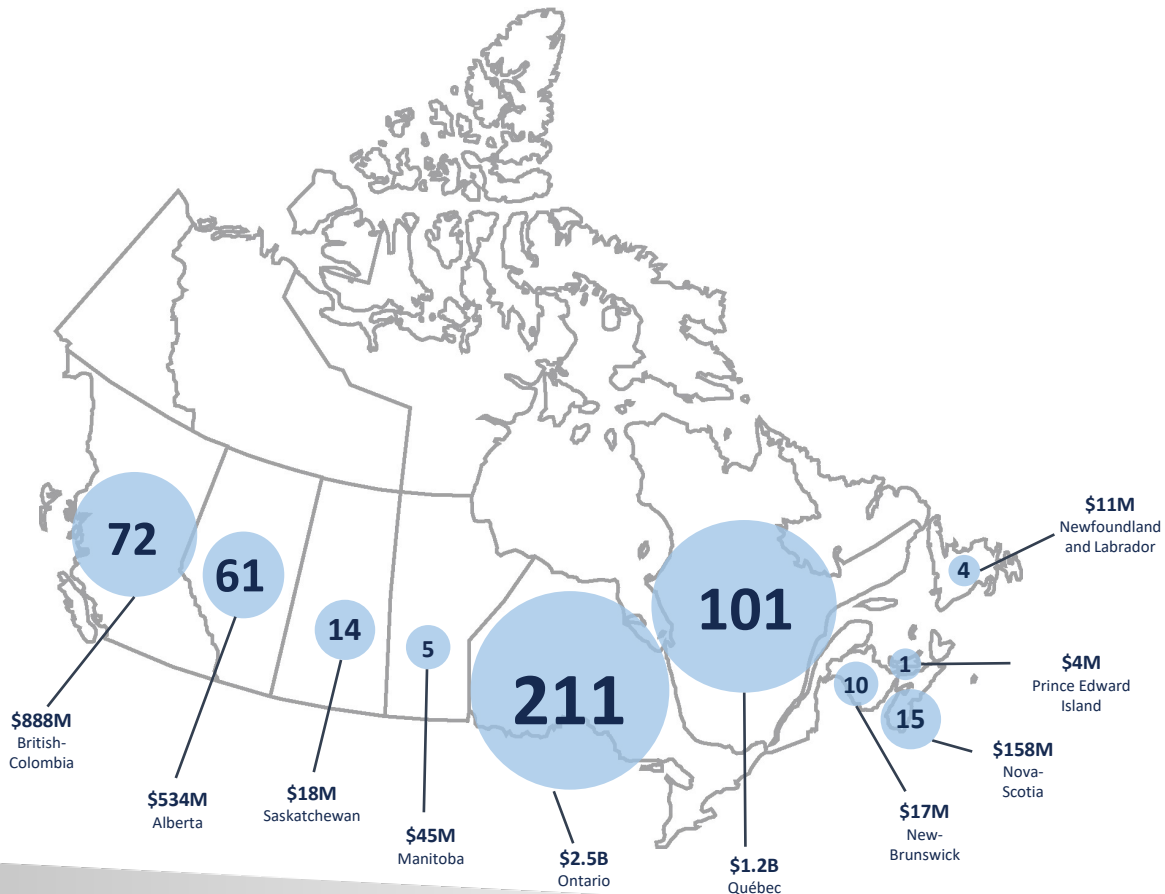 72
$888M
British-
Colombia
61
$534M
Alberta
14
$18M
Saskatchewan
5
$45M
Manitoba
211
$2.5B
Ontario
101
$1.2B
Québec
4
$11M
Newfoundland
and Labrador
1
$4M
Prince Edward
Island
15
$158M
Nova-
Scotia
10
$17M
New-
Brunswick